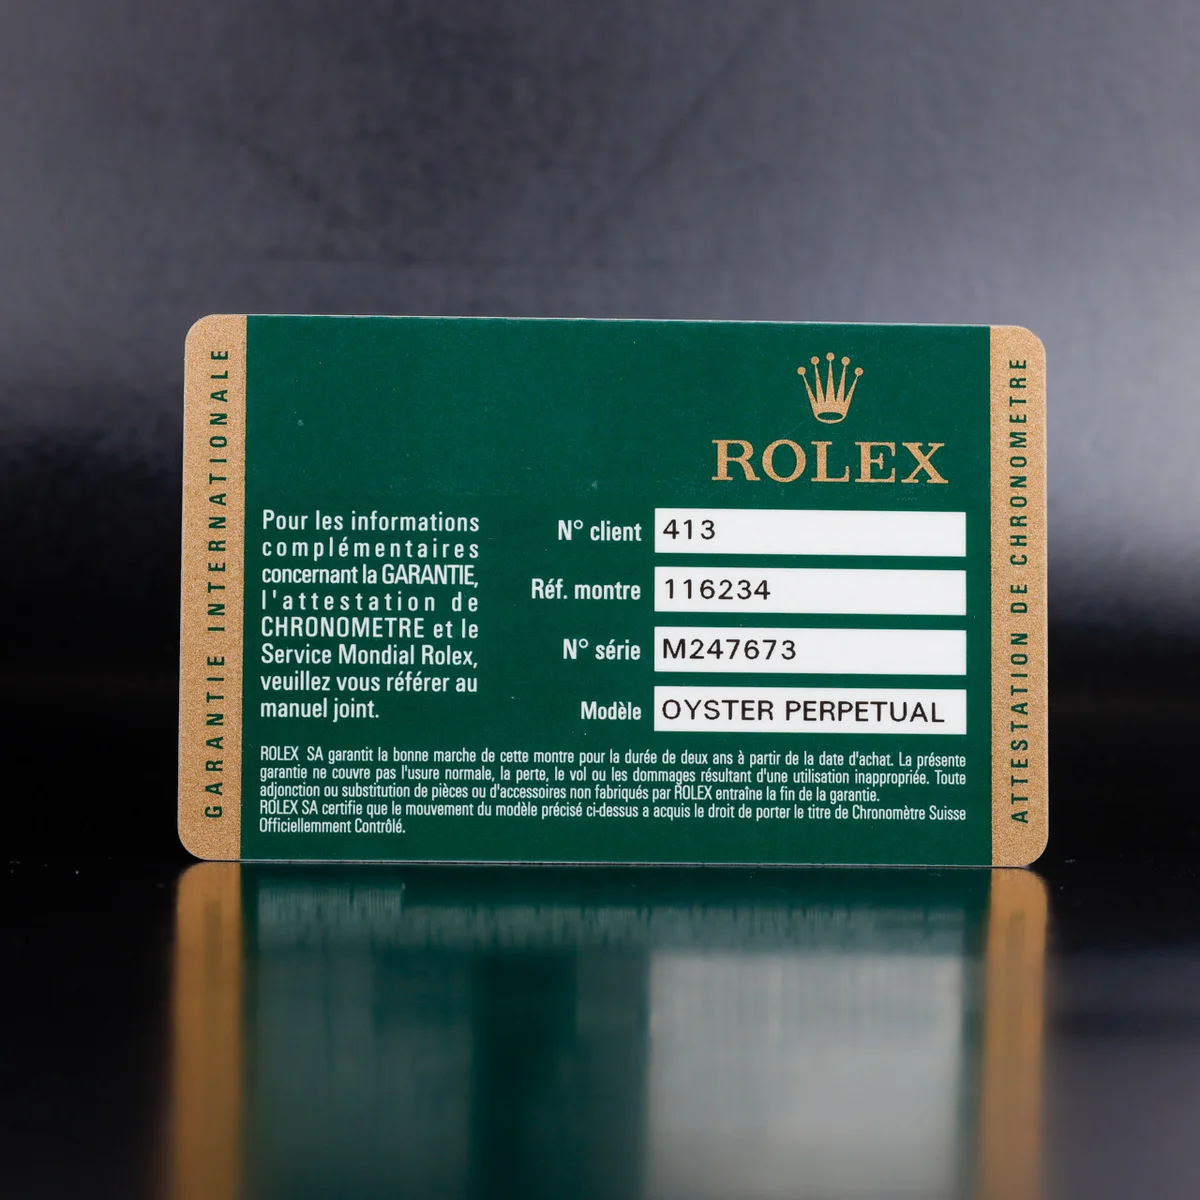 GARANTIE INTERNATIONALE
ROLEX
Pour les informations
complémentaires
concernant la GARANTIE,
l'attestation de
CHRONOMETRE et le
Service Mondial Rolex,
veuillez vous référer au
manuel joint.
N° client 413
Réf. montre 116234
N° série M247673
Modèle OYSTER PERPETUAL
ROLEX SA garantit la bonne marche de cette montre pour la durée de deux ans à partir de la date d'achat. La présente
garantie ne couvre pas l'usure normale, la perte, le vol ou les dommages résultant d'une utilisation inappropriée. Toute
adjonction ou substitution de pièces ou d'accessoires non fabriqués par ROLEX entraîne la fin de la garantie.
ROLEX SA certifie que le mouvement du modèle précisé ci-dessus a acquis le droit de porter le titre de Chronomètre Suisse
Officiellemment Contrôlé.
ATTESTATION DE CHRONOMETRE